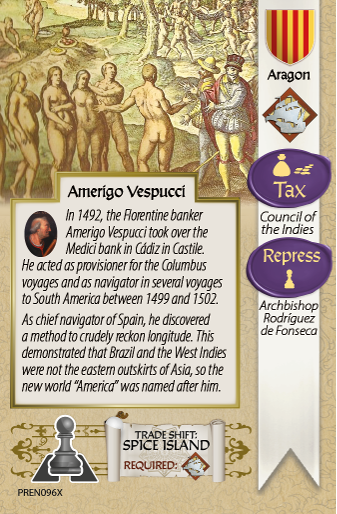 Aragon
Tax
Council of
the Indies
Repress
Archbishop
Rodríguez
de Fonseca
Amerigo Vespucci
In 1492, the Florentine banker
Amerigo Vespucci took over the
Medici bank in Cádiz in Castile.
He acted as provisioner for the Columbus
voyages and as navigator in several voyages
to South America between 1499 and 1502.
As chief navigator of Spain, he discovered
a method to crudely reckon longitude. This
demonstrated that Brazil and the West Indies
were not the eastern outskirts of Asia, so the
new world “America” was named after him.
TRADE SHIFT:
SPICE ISLAND
REQUIRED:
PREN096X